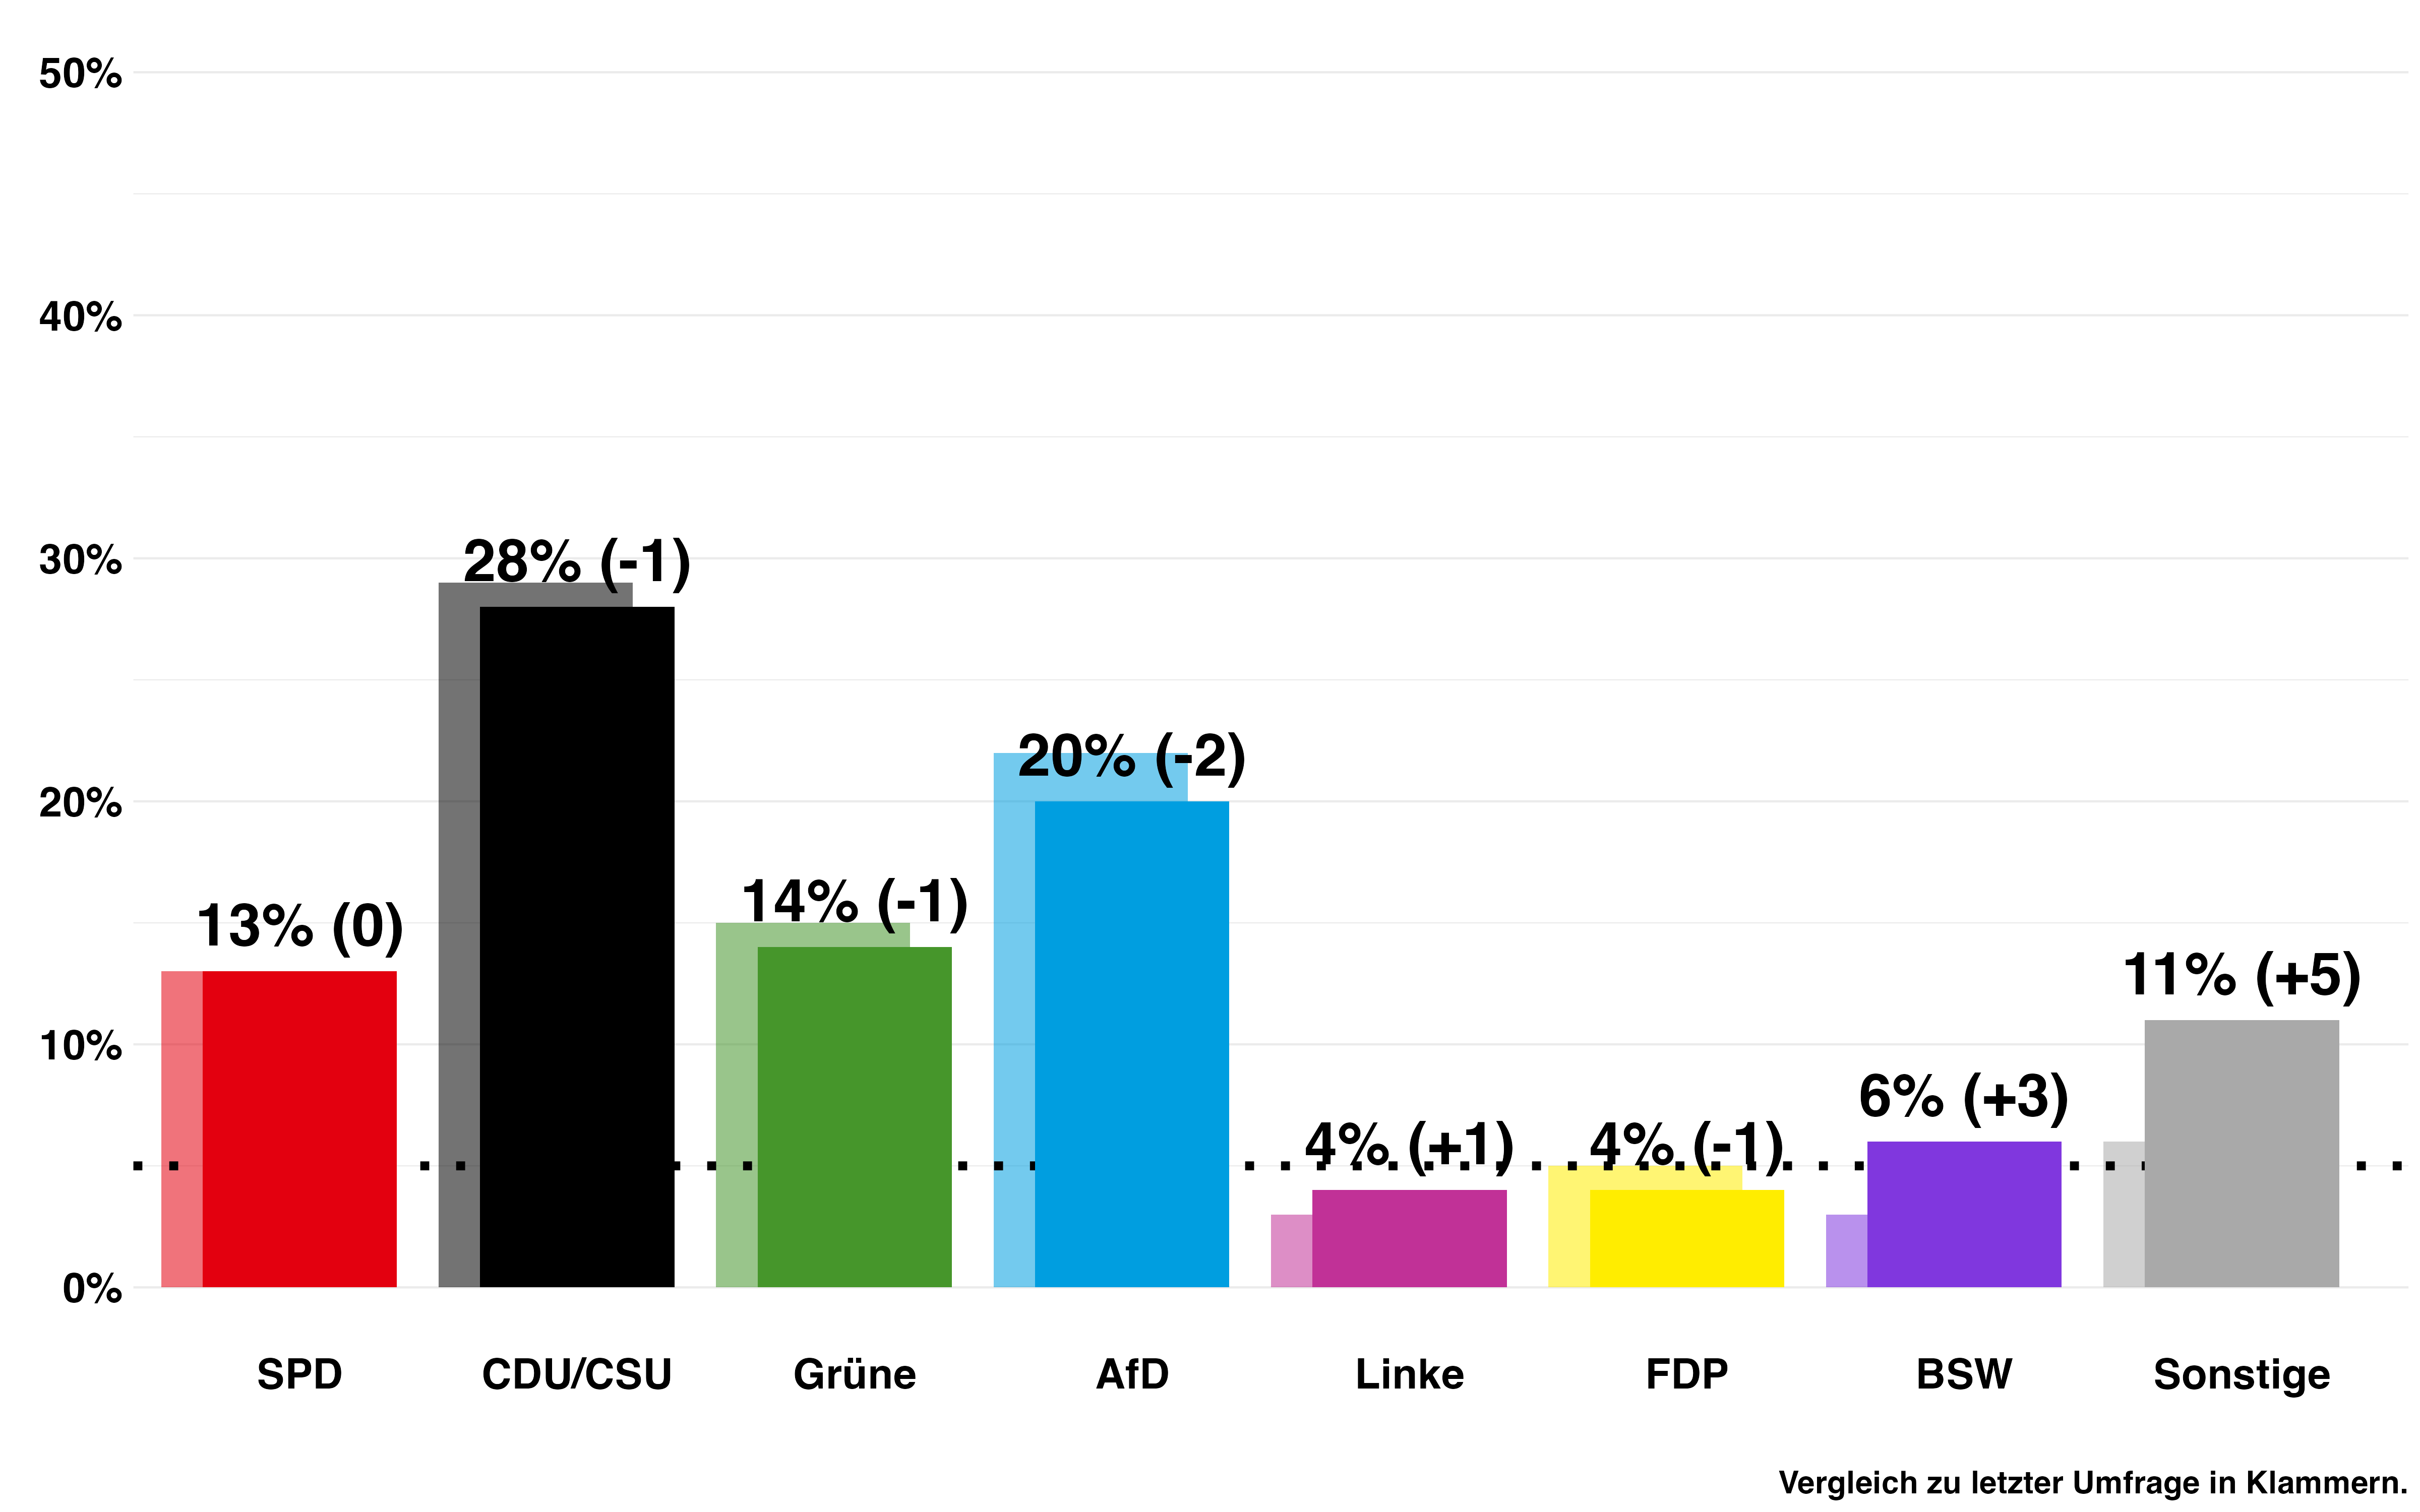 50%
40%
30%
20%
10%
0%
13% (0)
28% (-1)
14% (-1)
20% (-2)
4% (+1)
4% (-1)
6% (+3)
11% (+5)
SPD
CDU/CSU
Grüne
AfD
Linke
FDP
BSW
Sonstige
Vergleich zu letzter Umfrage in Klammern.